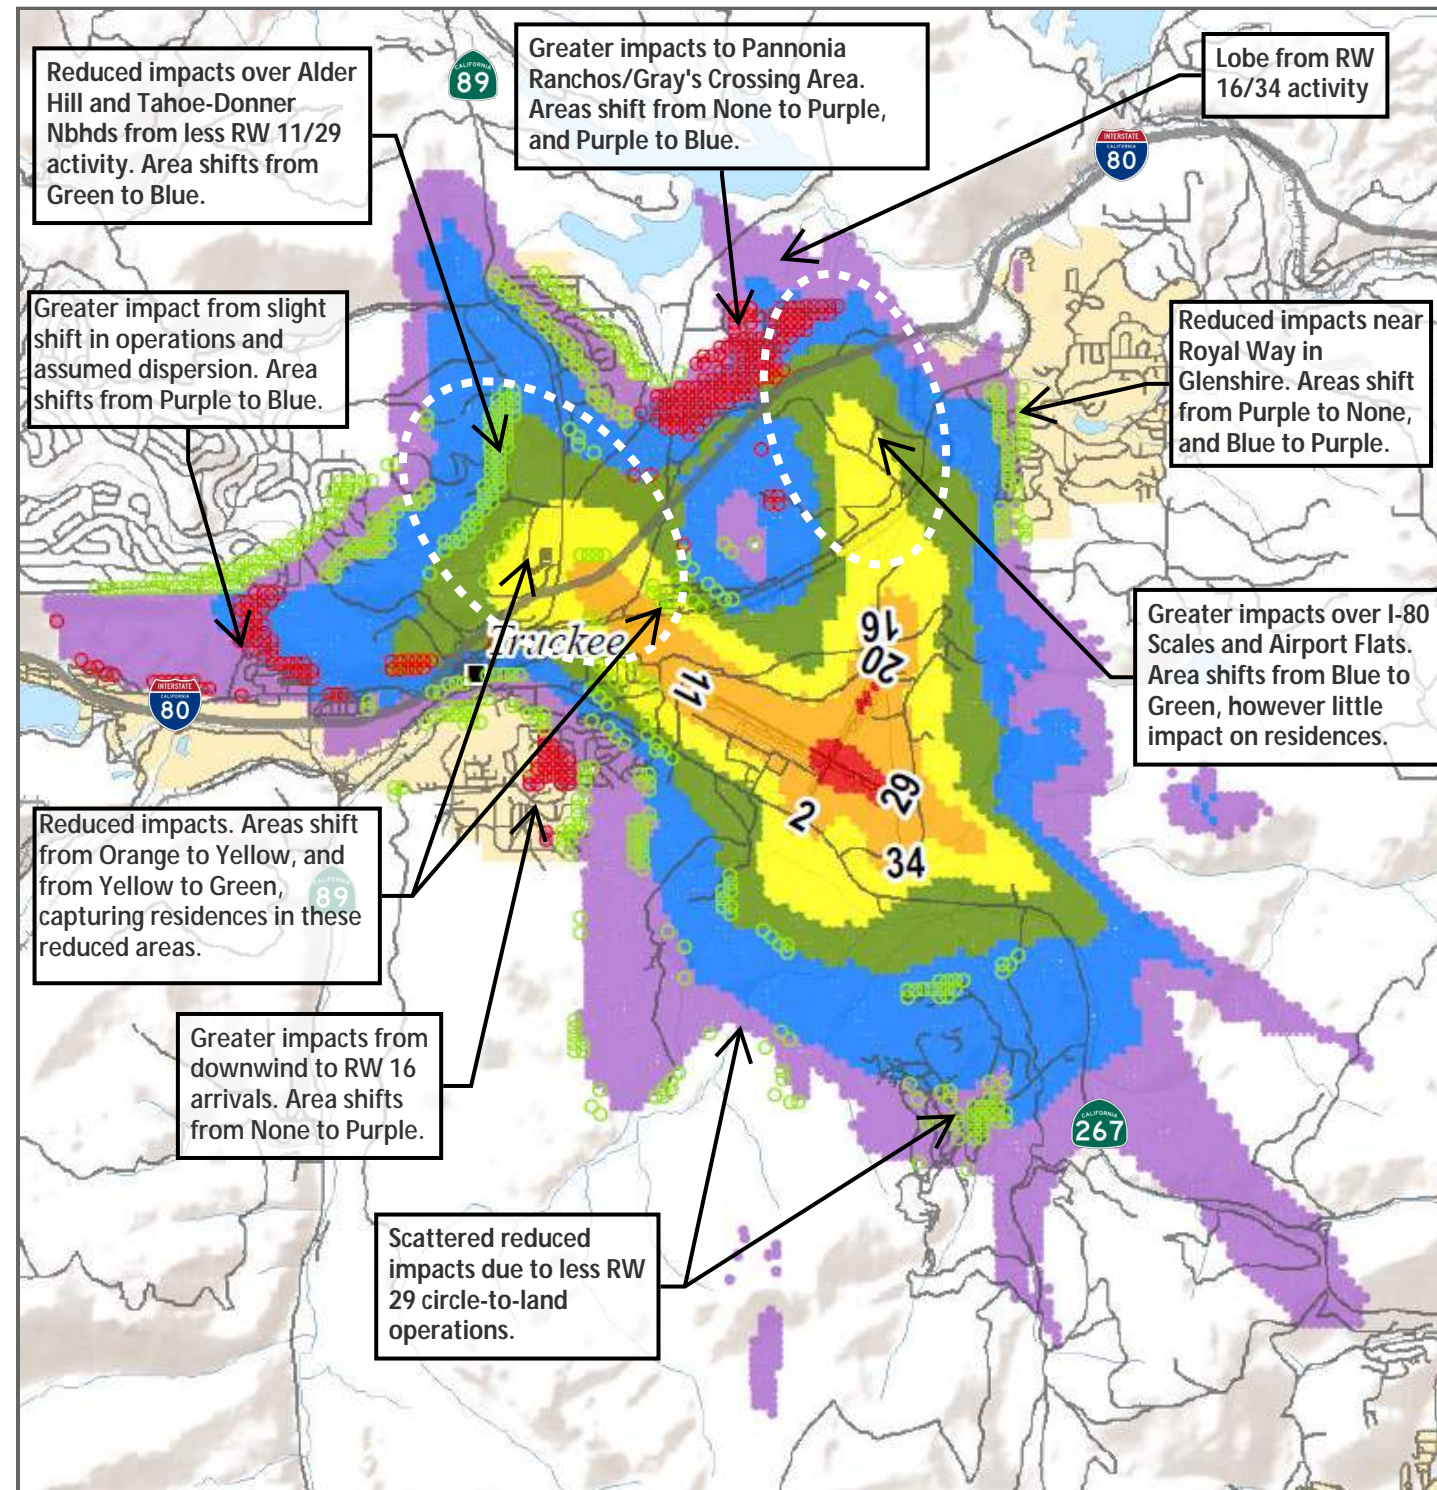 Reduced impacts over Alder
Hill and Tahoe-Donner
Nbhds from less RW 11/29
activity. Area shifts from
Green to Blue.
CALIFORNIA
89
Greater impacts to Pannonia
Ranchos/Gray's Crossing Area.
Areas shift from None to Purple,
and Purple to Blue.
Lobe from RW
16/34 activity
INTERSTATE
CALIFORNIA
80
Greater impact from slight
shift in operations and
assumed dispersion. Area
shifts from Purple to Blue.
Reduced impacts near
Royal Way in
Glenshire. Areas shift
from Purple to None,
and Blue to Purple.
Greater impacts over I-80
Scales and Airport Flats.
Area shifts from Blue to
Green, however little
impact on residences.
Truckee
16
20
11
29
2
34
INTERSTATE
CALIFORNIA
80
Reduced impacts. Areas shift
from Orange to Yellow, and
from Yellow to Green,
capturing residences in these
reduced areas.
CALIFORNIA
89
Greater impacts from
downwind to RW 16
arrivals. Area shifts
from None to Purple.
CALIFORNIA
267
Scattered reduced
impacts due to less RW
29 circle-to-land
operations.